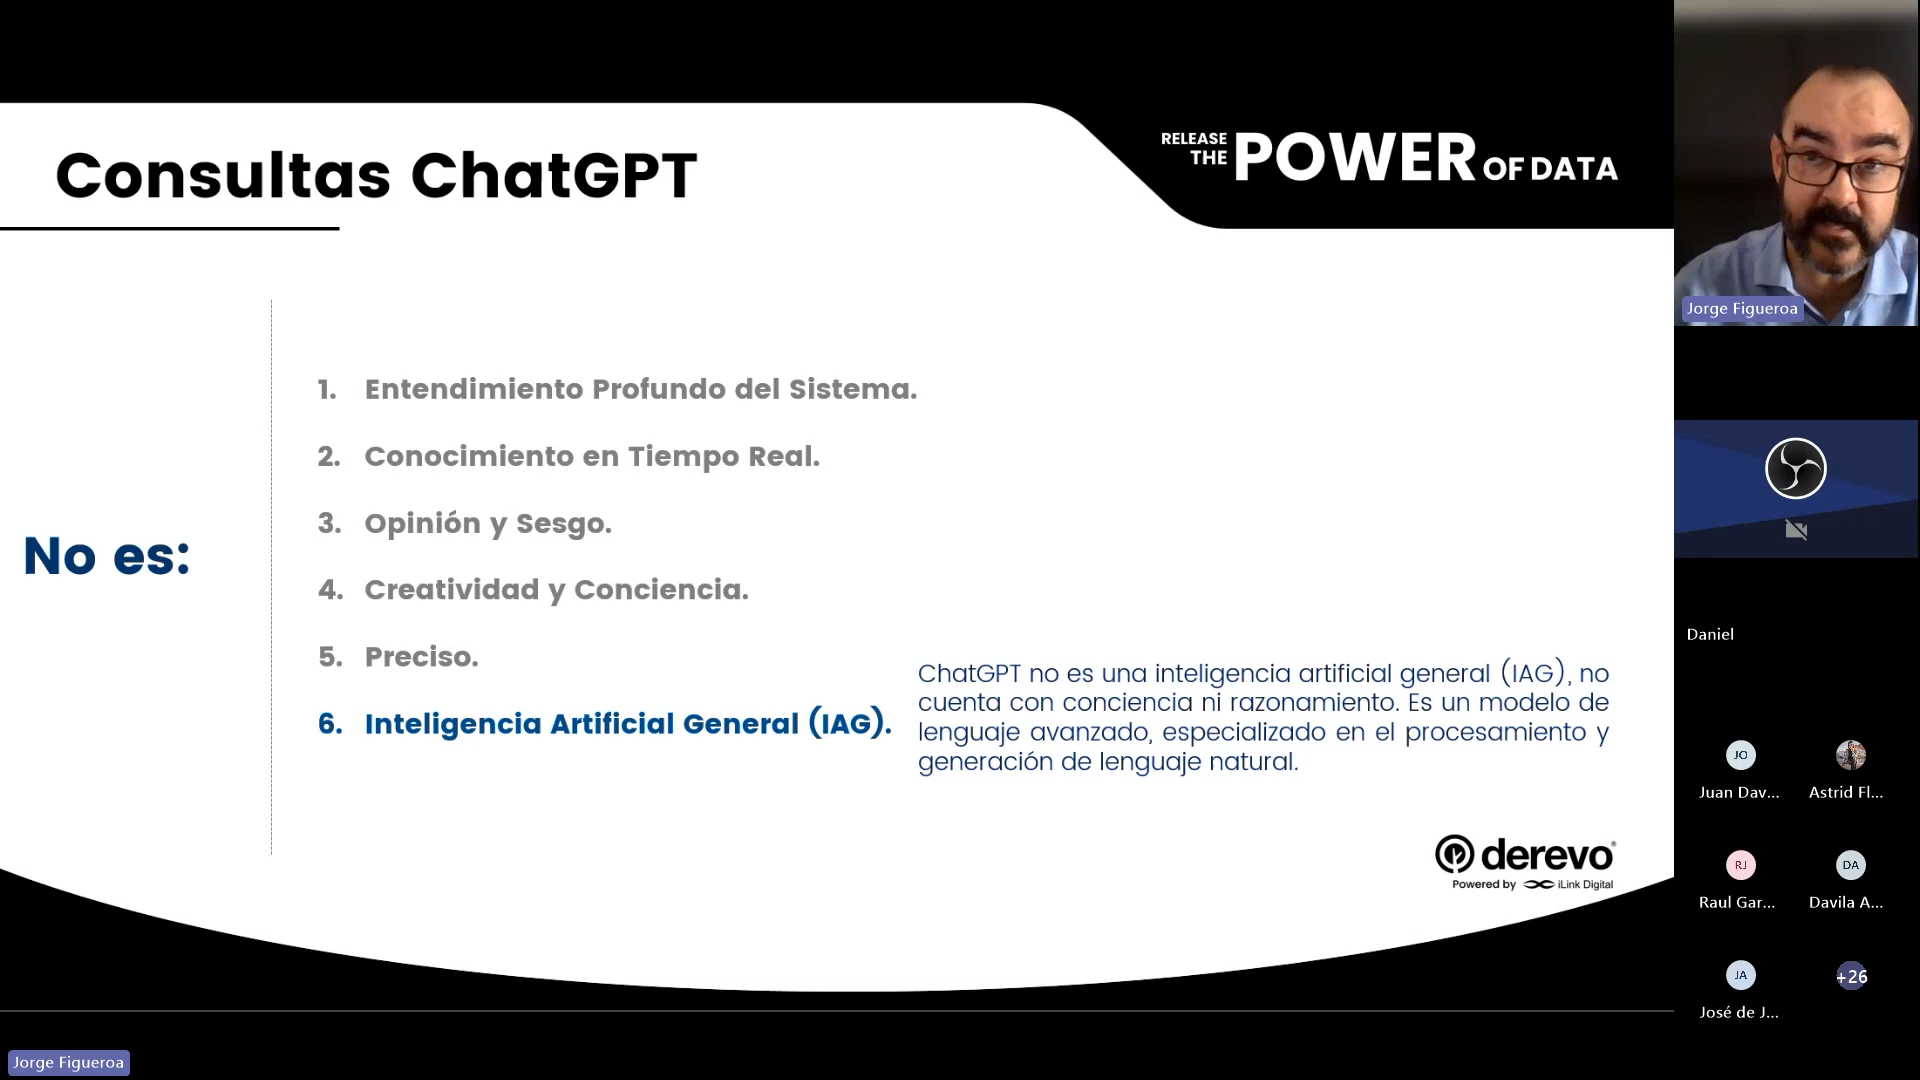 Consultas ChatGPT
RELEASE
THE POWER OF DATA
No es:
1. Entendimiento Profundo del Sistema.
2. Conocimiento en Tiempo Real.
3. Opinión y Sesgo.
4. Creatividad y Conciencia.
5. Preciso.
6. Inteligencia Artificial General (IAG).
ChatGPT no es una inteligencia artificial general (IAG), no
cuenta con conciencia ni razonamiento. Es un modelo de
lenguaje avanzado, especializado en el procesamiento y
generación de lenguaje natural.
derevo®
Powered by iLink Digital
Jorge Figueroa
Jorge Figueroa
Daniel
JO
Juan Dav...
Astrid Fl...
RJ
Raul Gar...
DA
Davila A...
JA
José de J...
+26